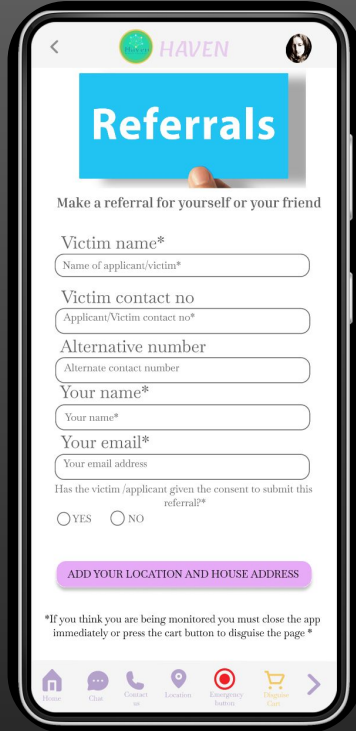 Haven
HAVEN
Referrals
Make a referral for yourself or your friend
Victim name*
Name of applicant/victim*
Victim contact no
Applicant/Victim contact no*
Alternative number
Alternate contact number
Your name*
Your name*
Your email*
Your email address
Has the victim /applicant given the consent to submit this
referral?*
YES NO
ADD YOUR LOCATION AND HOUSE ADDRESS
*If you think you are being monitored you must close the app
immediately or press the cart button to disguise the page *
Home Chat Contact us Location Emergency button Disguise Cart